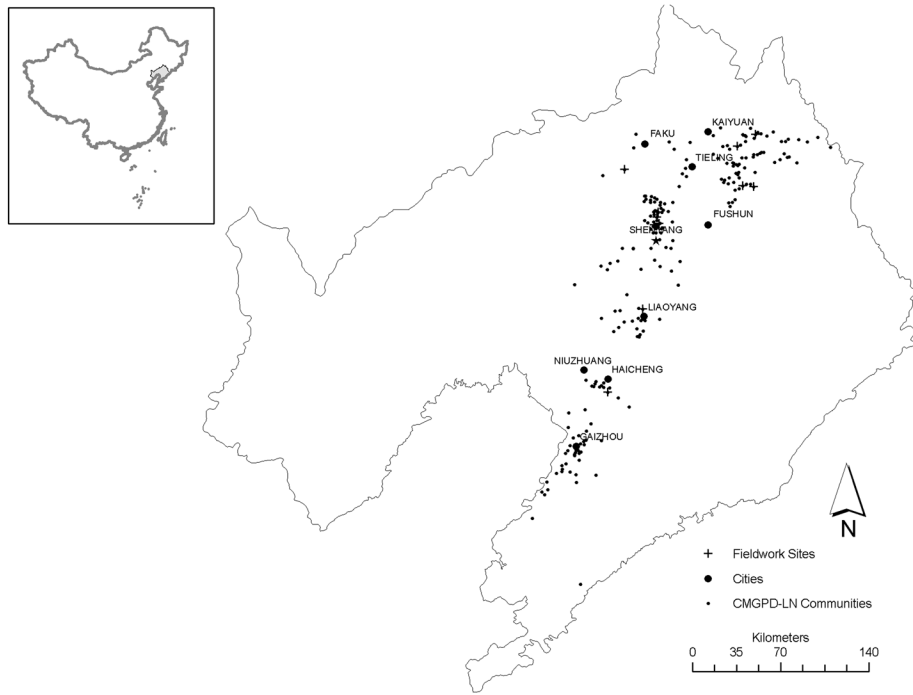 KAIYUAN
FAKU
TIELING
FUSHUN
SHENYANG
LIAOYANG
NIUZHUANG
HAICHENG
GAIZHOU
N
Fieldwork Sites
Cities
CMGPD-LN Communities
Kilometers
0 35 70 140